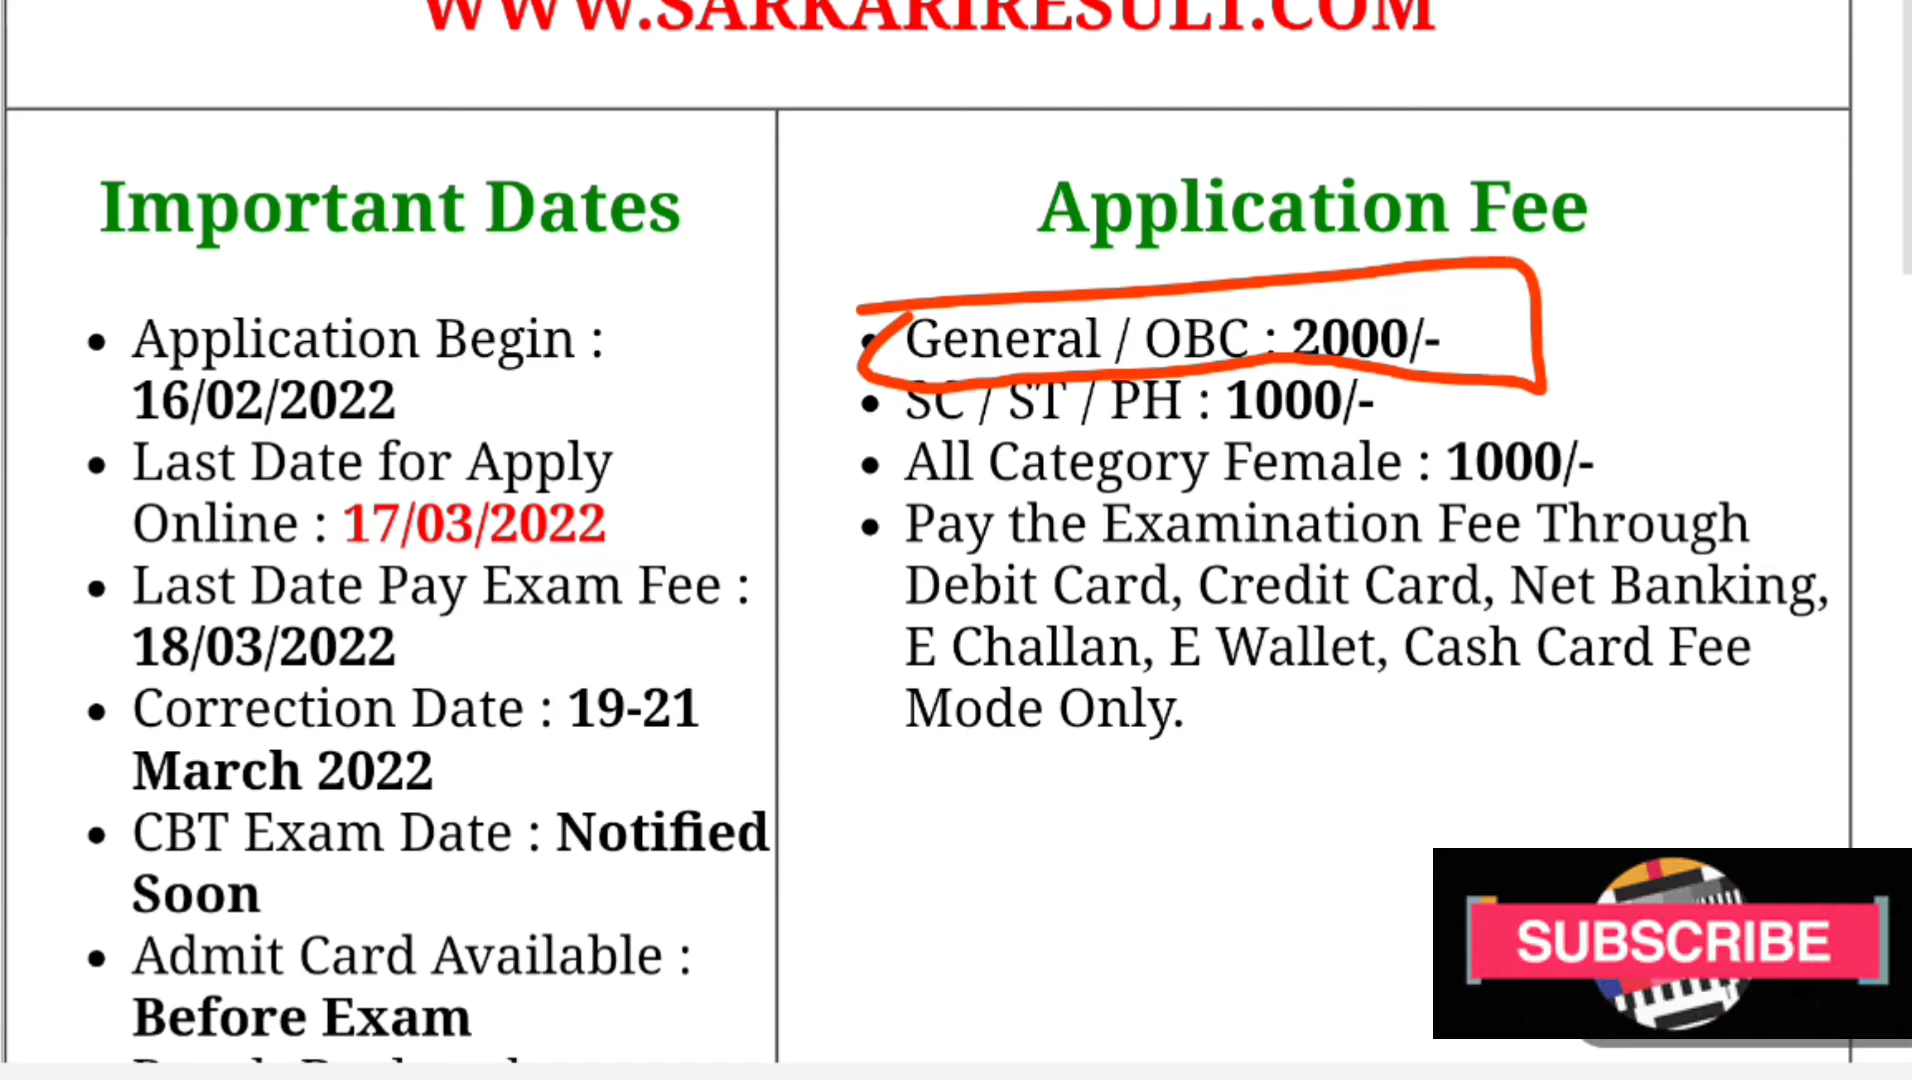 WWW.SARKARIRESULT.COM
Important Dates
Application Begin :
16/02/2022
Last Date for Apply
Online : 17/03/2022
Last Date Pay Exam Fee :
18/03/2022
Correction Date : 19-21
March 2022
CBT Exam Date : Notified
Soon
Admit Card Available :
Before Exam
Application Fee
General / OBC : 2000/-
SC / ST / PH : 1000/-
All Category Female : 1000/-
Pay the Examination Fee Through
Debit Card, Credit Card, Net Banking,
E Challan, E Wallet, Cash Card Fee
Mode Only.
SUBSCRIBE